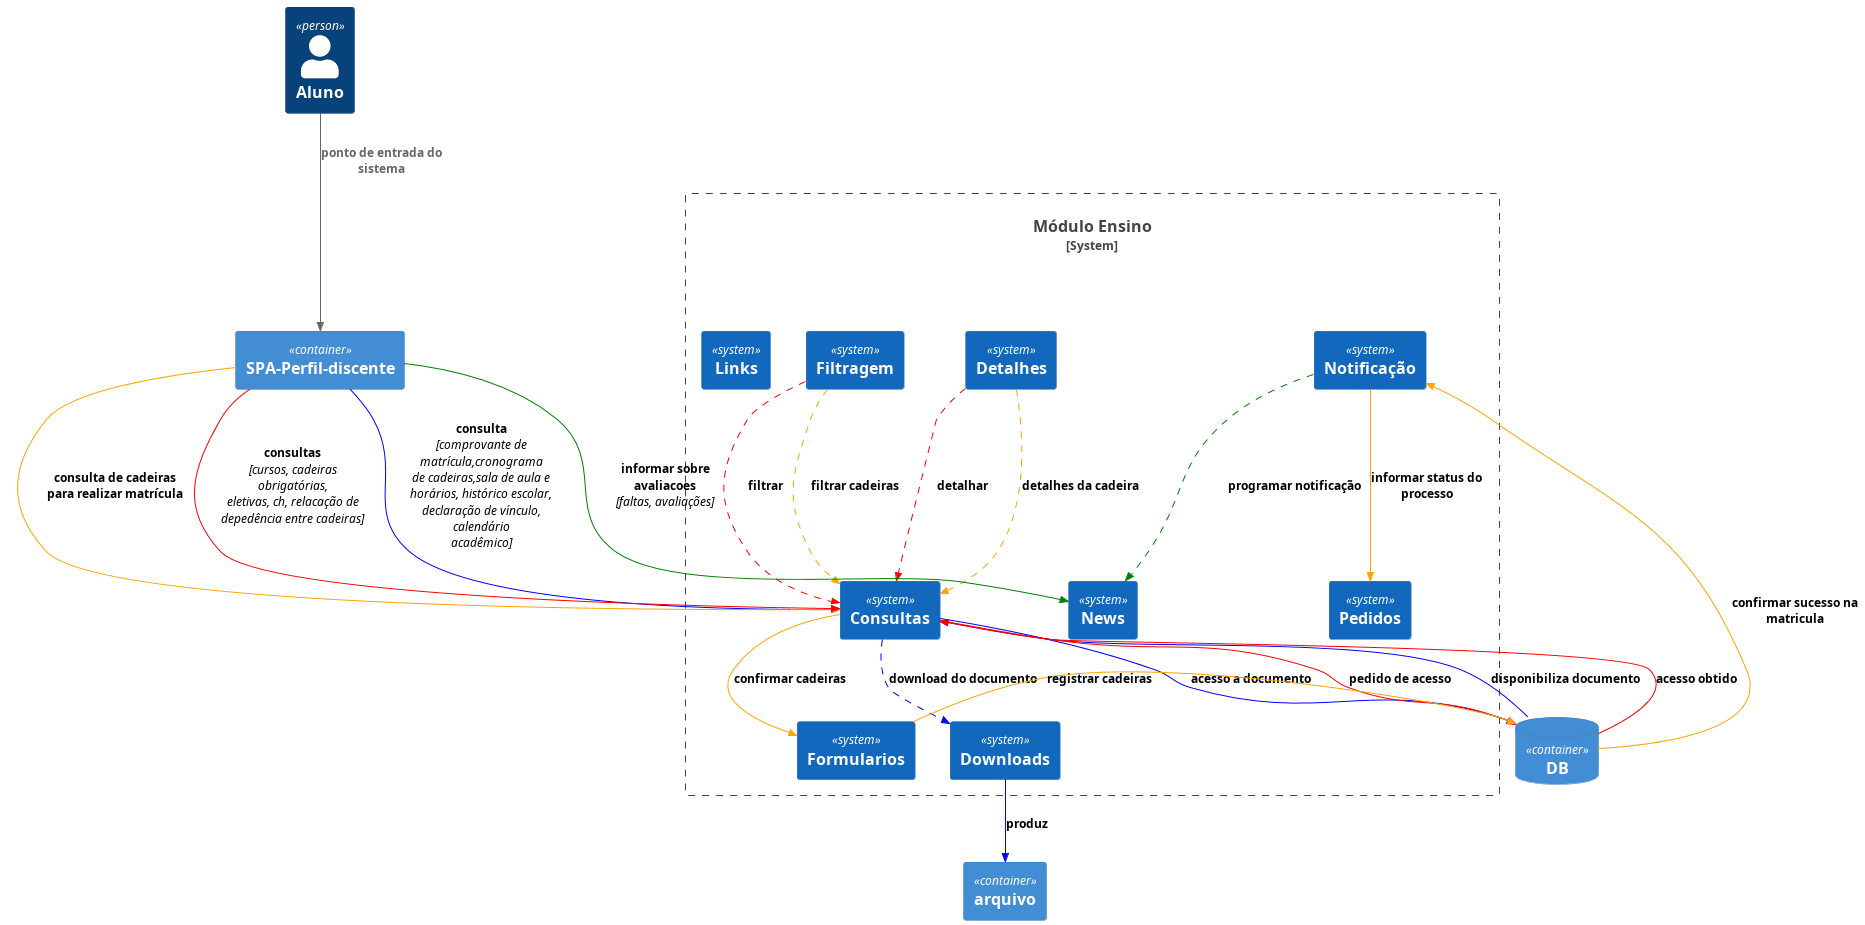 «person»
Aluno
ponto de entrada do
sistema
Módulo Ensino
[System]
«container»
SPA-Perfil-discente
«system»
Links
«system»
Filtragem
«system»
Detalhes
«system»
Notificação
consulta de cadeiras
para realizar matrícula
consultas
[cursos, cadeiras
obrigatórias,
eletivas, ch, relacação de
depedência entre cadeiras]
consulta
[comprovante de
matrícula,cronograma
de cadeiras,sala de aula e
horários, histórico escolar,
declaração de vínculo,
calendário
acadêmico]
informar sobre
avaliacoes
[faltas, avaliações]
filtrar
filtrar cadeiras
detalhar
detalhes da cadeira
programar notificação
informar status do
processo
«system»
Consultas
«system»
News
«system»
Pedidos
confirmar sucesso na
matricula
confirmar cadeiras
download do documento
registrar cadeiras
acesso a documento
pedido de acesso
disponibiliza documento
acesso obtido
«system»
Formularios
«system»
Downloads
«container»
DB
produz
«container»
arquivo